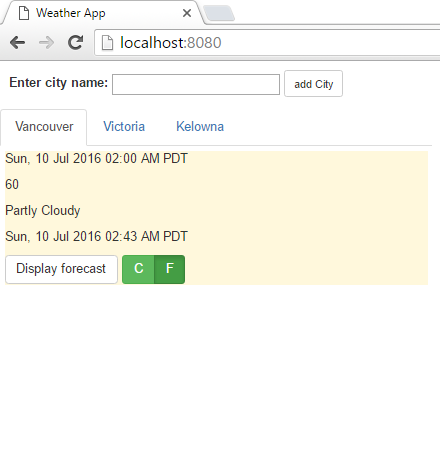 Weather App
localhost:8080
Enter city name: add City
Vancouver Victoria Kelowna
Sun, 10 Jul 2016 02:00 AM PDT
60
Partly Cloudy
Sun, 10 Jul 2016 02:43 AM PDT
Display forecast C F